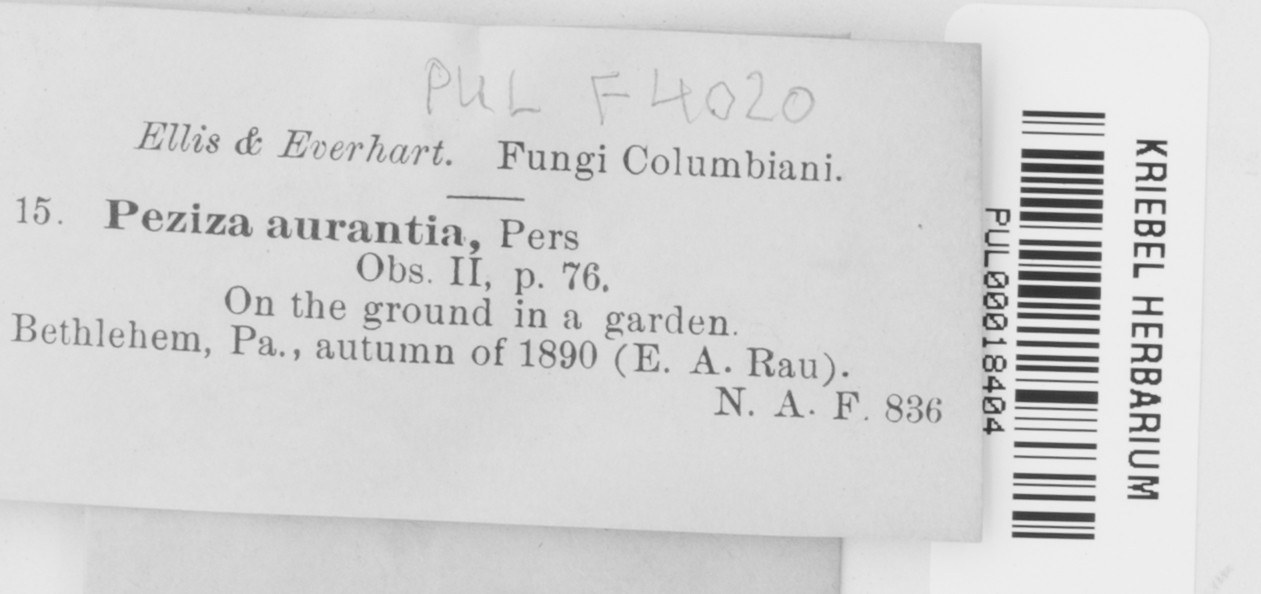 PUL F4020
Ellis & Everhart. Fungi Columbiani.
15. Peziza aurantia, Pers
Obs. II, p. 76.
On the ground in a garden.
Bethlehem, Pa., autumn of 1890 (E. A. Rau).
N. A. F. 836
PUL00018404
KRIEBEL HERBARIUM